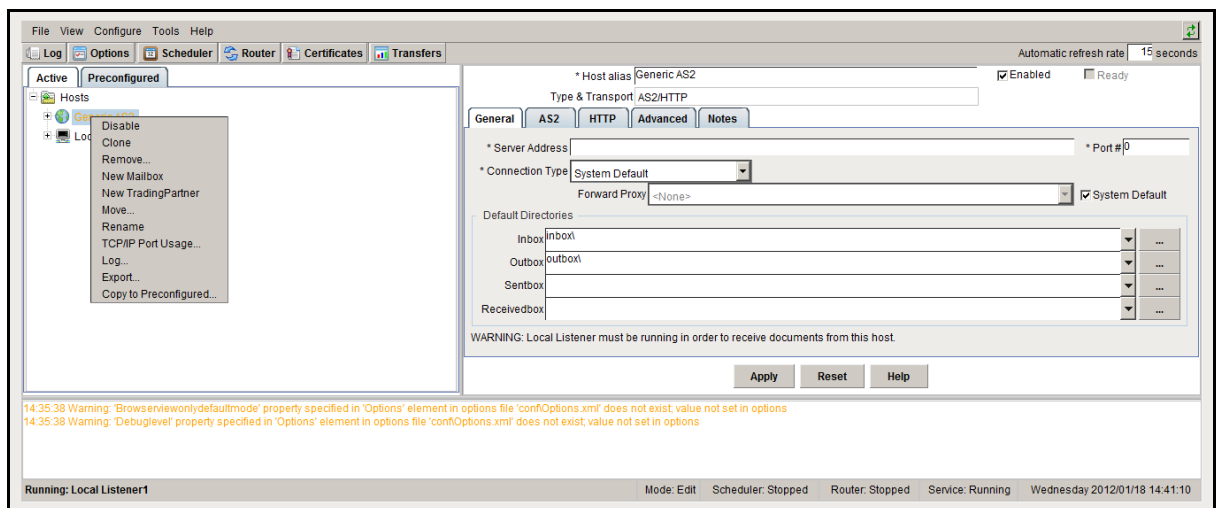 File View Configure Tools Help
Log Options Scheduler Router Certificates Transfers Automatic refresh rate 15 seconds
Active Preconfigured
Hosts
Generic AS2
Loc
Disable
Clone
Remove...
New Mailbox
New TradingPartner
Move...
Rename
TCP/IP Port Usage...
Log...
Export...
Copy to Preconfigured...
* Host alias Generic AS2 Enabled Ready
Type & Transport AS2/HTTP
General AS2 HTTP Advanced Notes
* Server Address * Port # 0
* Connection Type System Default
Forward Proxy <None> System Default
Default Directories
Inbox inbox\ ...
Outbox outbox\ ...
Sentbox ...
Receivedbox ...
WARNING: Local Listener must be running in order to receive documents from this host.
Apply Reset Help
14:35:38 Warning: 'Browserviewonlydefaultmode' property specified in 'Options' element in options file 'conf\Options.xml' does not exist; value not set in options
14:35:38 Warning: 'Debuglevel' property specified in 'Options' element in options file 'conf\Options.xml' does not exist; value not set in options
Running: Local Listener1 Mode: Edit Scheduler: Stopped Router: Stopped Service: Running Wednesday 2012/01/18 14:41:10